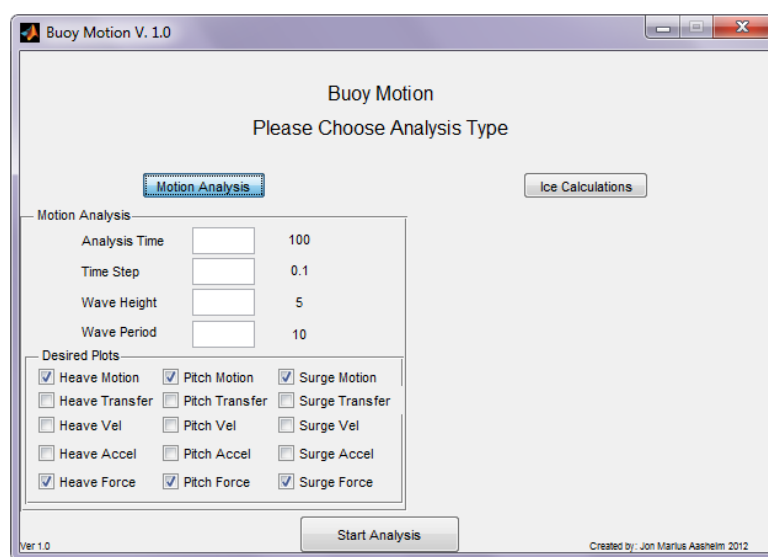 Buoy Motion V. 1.0
Buoy Motion
Please Choose Analysis Type
Motion Analysis
Ice Calculations
Motion Analysis
Analysis Time 100
Time Step 0.1
Wave Height 5
Wave Period 10
Desired Plots
Heave Motion Pitch Motion Surge Motion
Heave Transfer Pitch Transfer Surge Transfer
Heave Vel Pitch Vel Surge Vel
Heave Accel Pitch Accel Surge Accel
Heave Force Pitch Force Surge Force
Start Analysis
Ver 1.0
Created by: Jon Marius Aasheim 2012